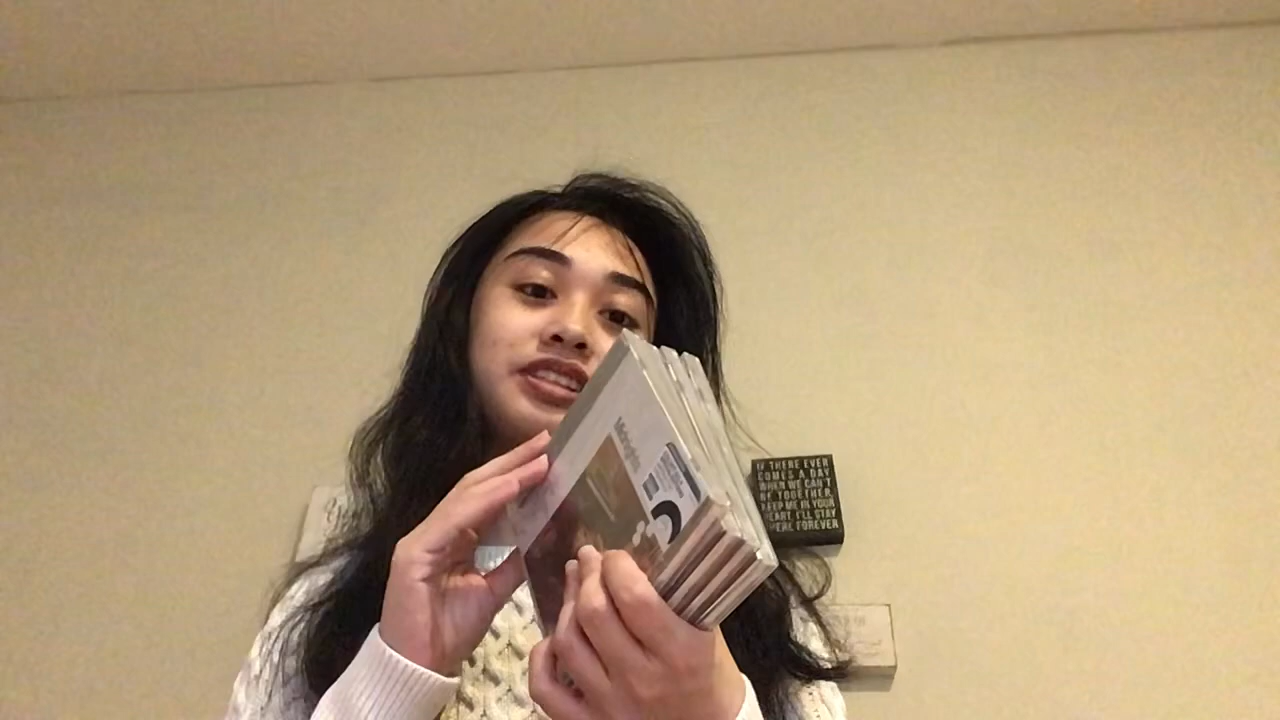 Midnights
IF THERE EVER
COMES A DAY
WHEN WE CAN'T
BE TOGETHER,
KEEP ME IN YOUR
HEART, I'LL STAY
THERE FOREVER